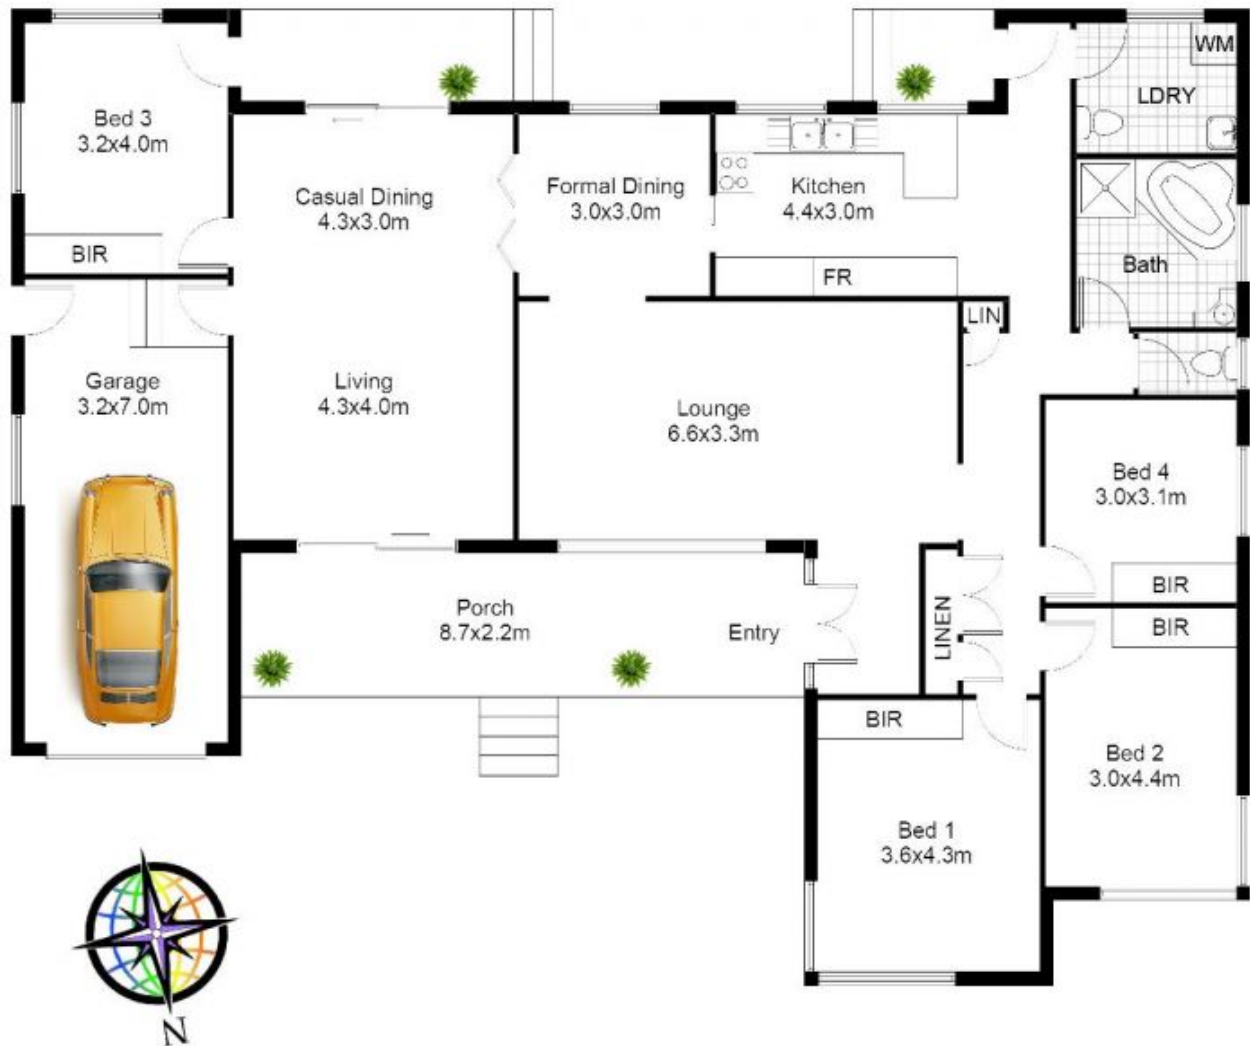 WM
LDRY
Bed 3
3.2x4.0m
BIR
Casual Dining
4.3x3.0m
Formal Dining
3.0x3.0m
Kitchen
4.4x3.0m
FR
Bath
LIN
Garage
3.2x7.0m
Living
4.3x4.0m
Lounge
6.6x3.3m
Bed 4
3.0x3.1m
BIR
BIR
Porch
8.7x2.2m
Entry
LINEN
BIR
Bed 2
3.0x4.4m
Bed 1
3.6x4.3m
N